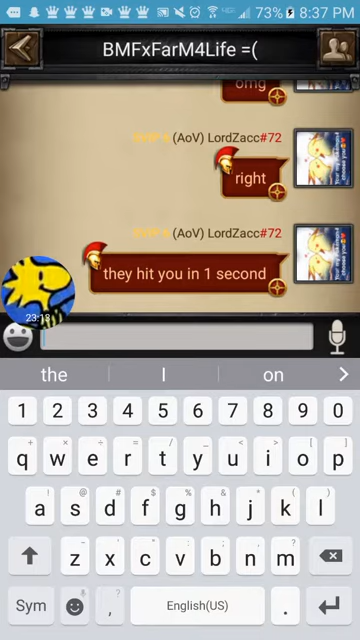 73% 8:37 PM
BMFxFarM4Life =(
omg
(AoV) LordZacc#72
right
(AoV) LordZacc#72
they hit you in 1 second
23:13
the I on
1 2 3 4 5 6 7 8 9 0
q w e r t y u i o p
a s d f g h j k l
z x c v b n m
Sym , English(US) .